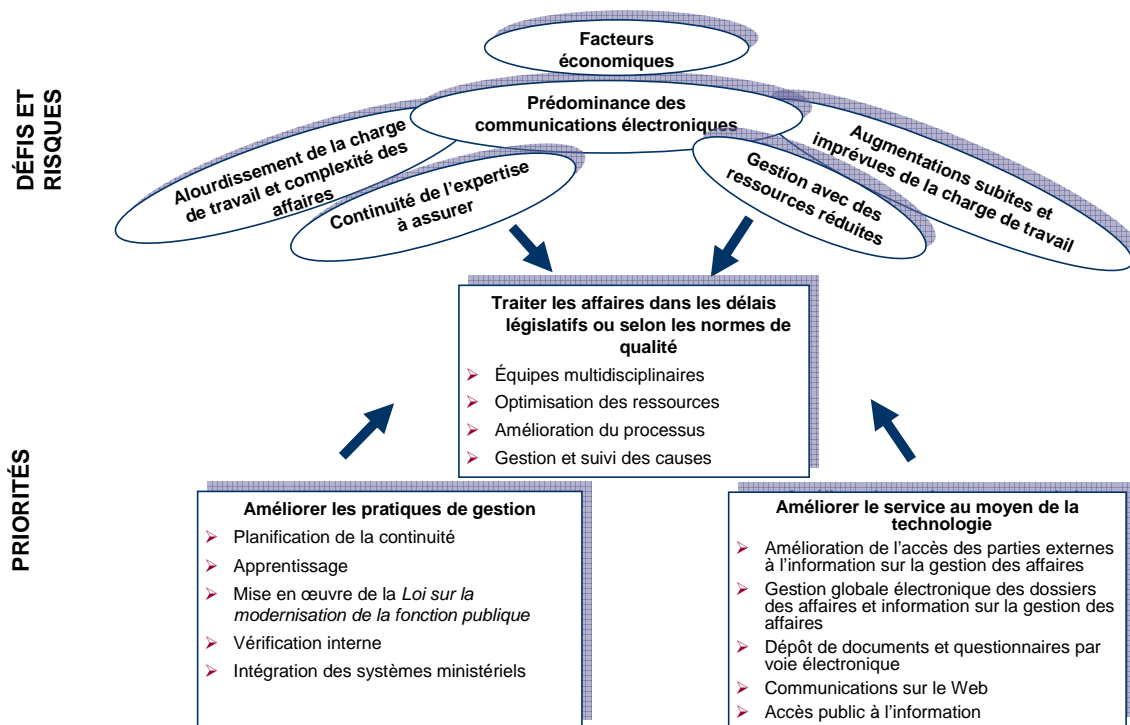 DÉFIS ET
RISQUES
Facteurs
économiques
Prédominance des
communications électroniques
Alourdissement de la charge
de travail et complexité des
affaires
Continuité de l'expertise
à assurer
Gestion avec des
ressources réduites
Augmentations subites et
imprévues de la charge de travail
Traiter les affaires dans les délais
législatifs ou selon les normes de
qualité
Équipes multidisciplinaires
Optimisation des ressources
Amélioration du processus
Gestion et suivi des causes
PRIORITÉS
Améliorer les pratiques de gestion
Planification de la continuité
Apprentissage
Mise en œuvre de la Loi sur la
modernisation de la fonction publique
Vérification interne
Intégration des systèmes ministériels
Améliorer le service au moyen de la
technologie
Amélioration de l'accès des parties externes
à l'information sur la gestion des affaires
Gestion globale électronique des dossiers
des affaires et information sur la gestion des
affaires
Dépôt de documents et questionnaires par
voie électronique
Communications sur le Web
Accès public à l'information